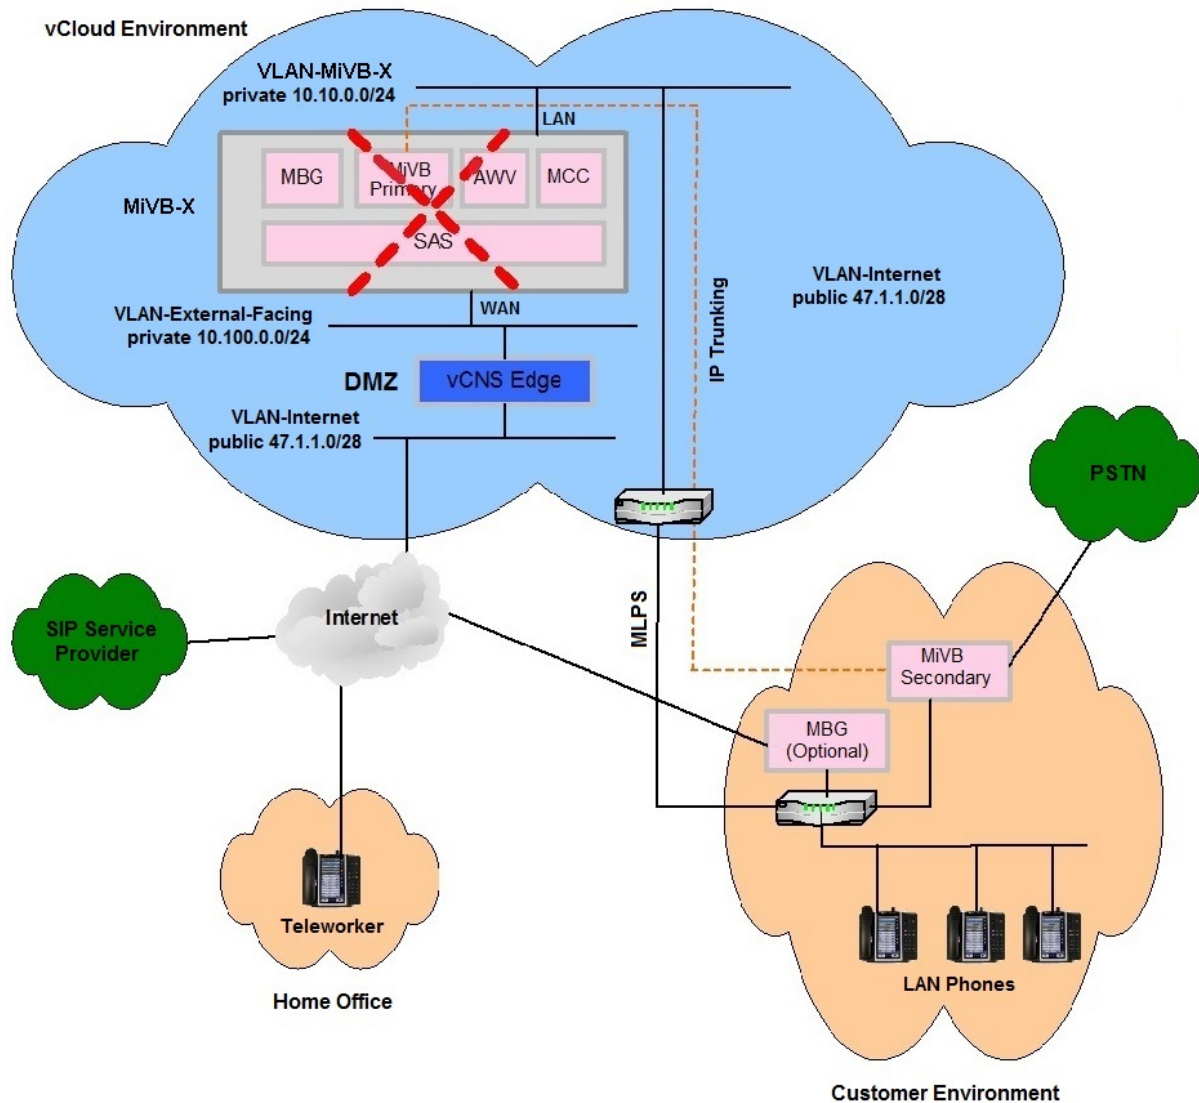 vCloud Environment
VLAN-MiVB-X
private 10.10.0.0/24
LAN
MBG
MiVB
Primary
AWV
MCC
MiVB-X
SAS
VLAN-Internet
public 47.1.1.0/28
VLAN-External-Facing
private 10.100.0.0/24
WAN
IP Trunking
DMZ
vCNS Edge
VLAN-Internet
public 47.1.1.0/28
PSTN
Internet
MLPS
SIP Service
Provider
MiVB
Secondary
MBG
(Optional)
Teleworker
LAN Phones
Home Office
Customer Environment